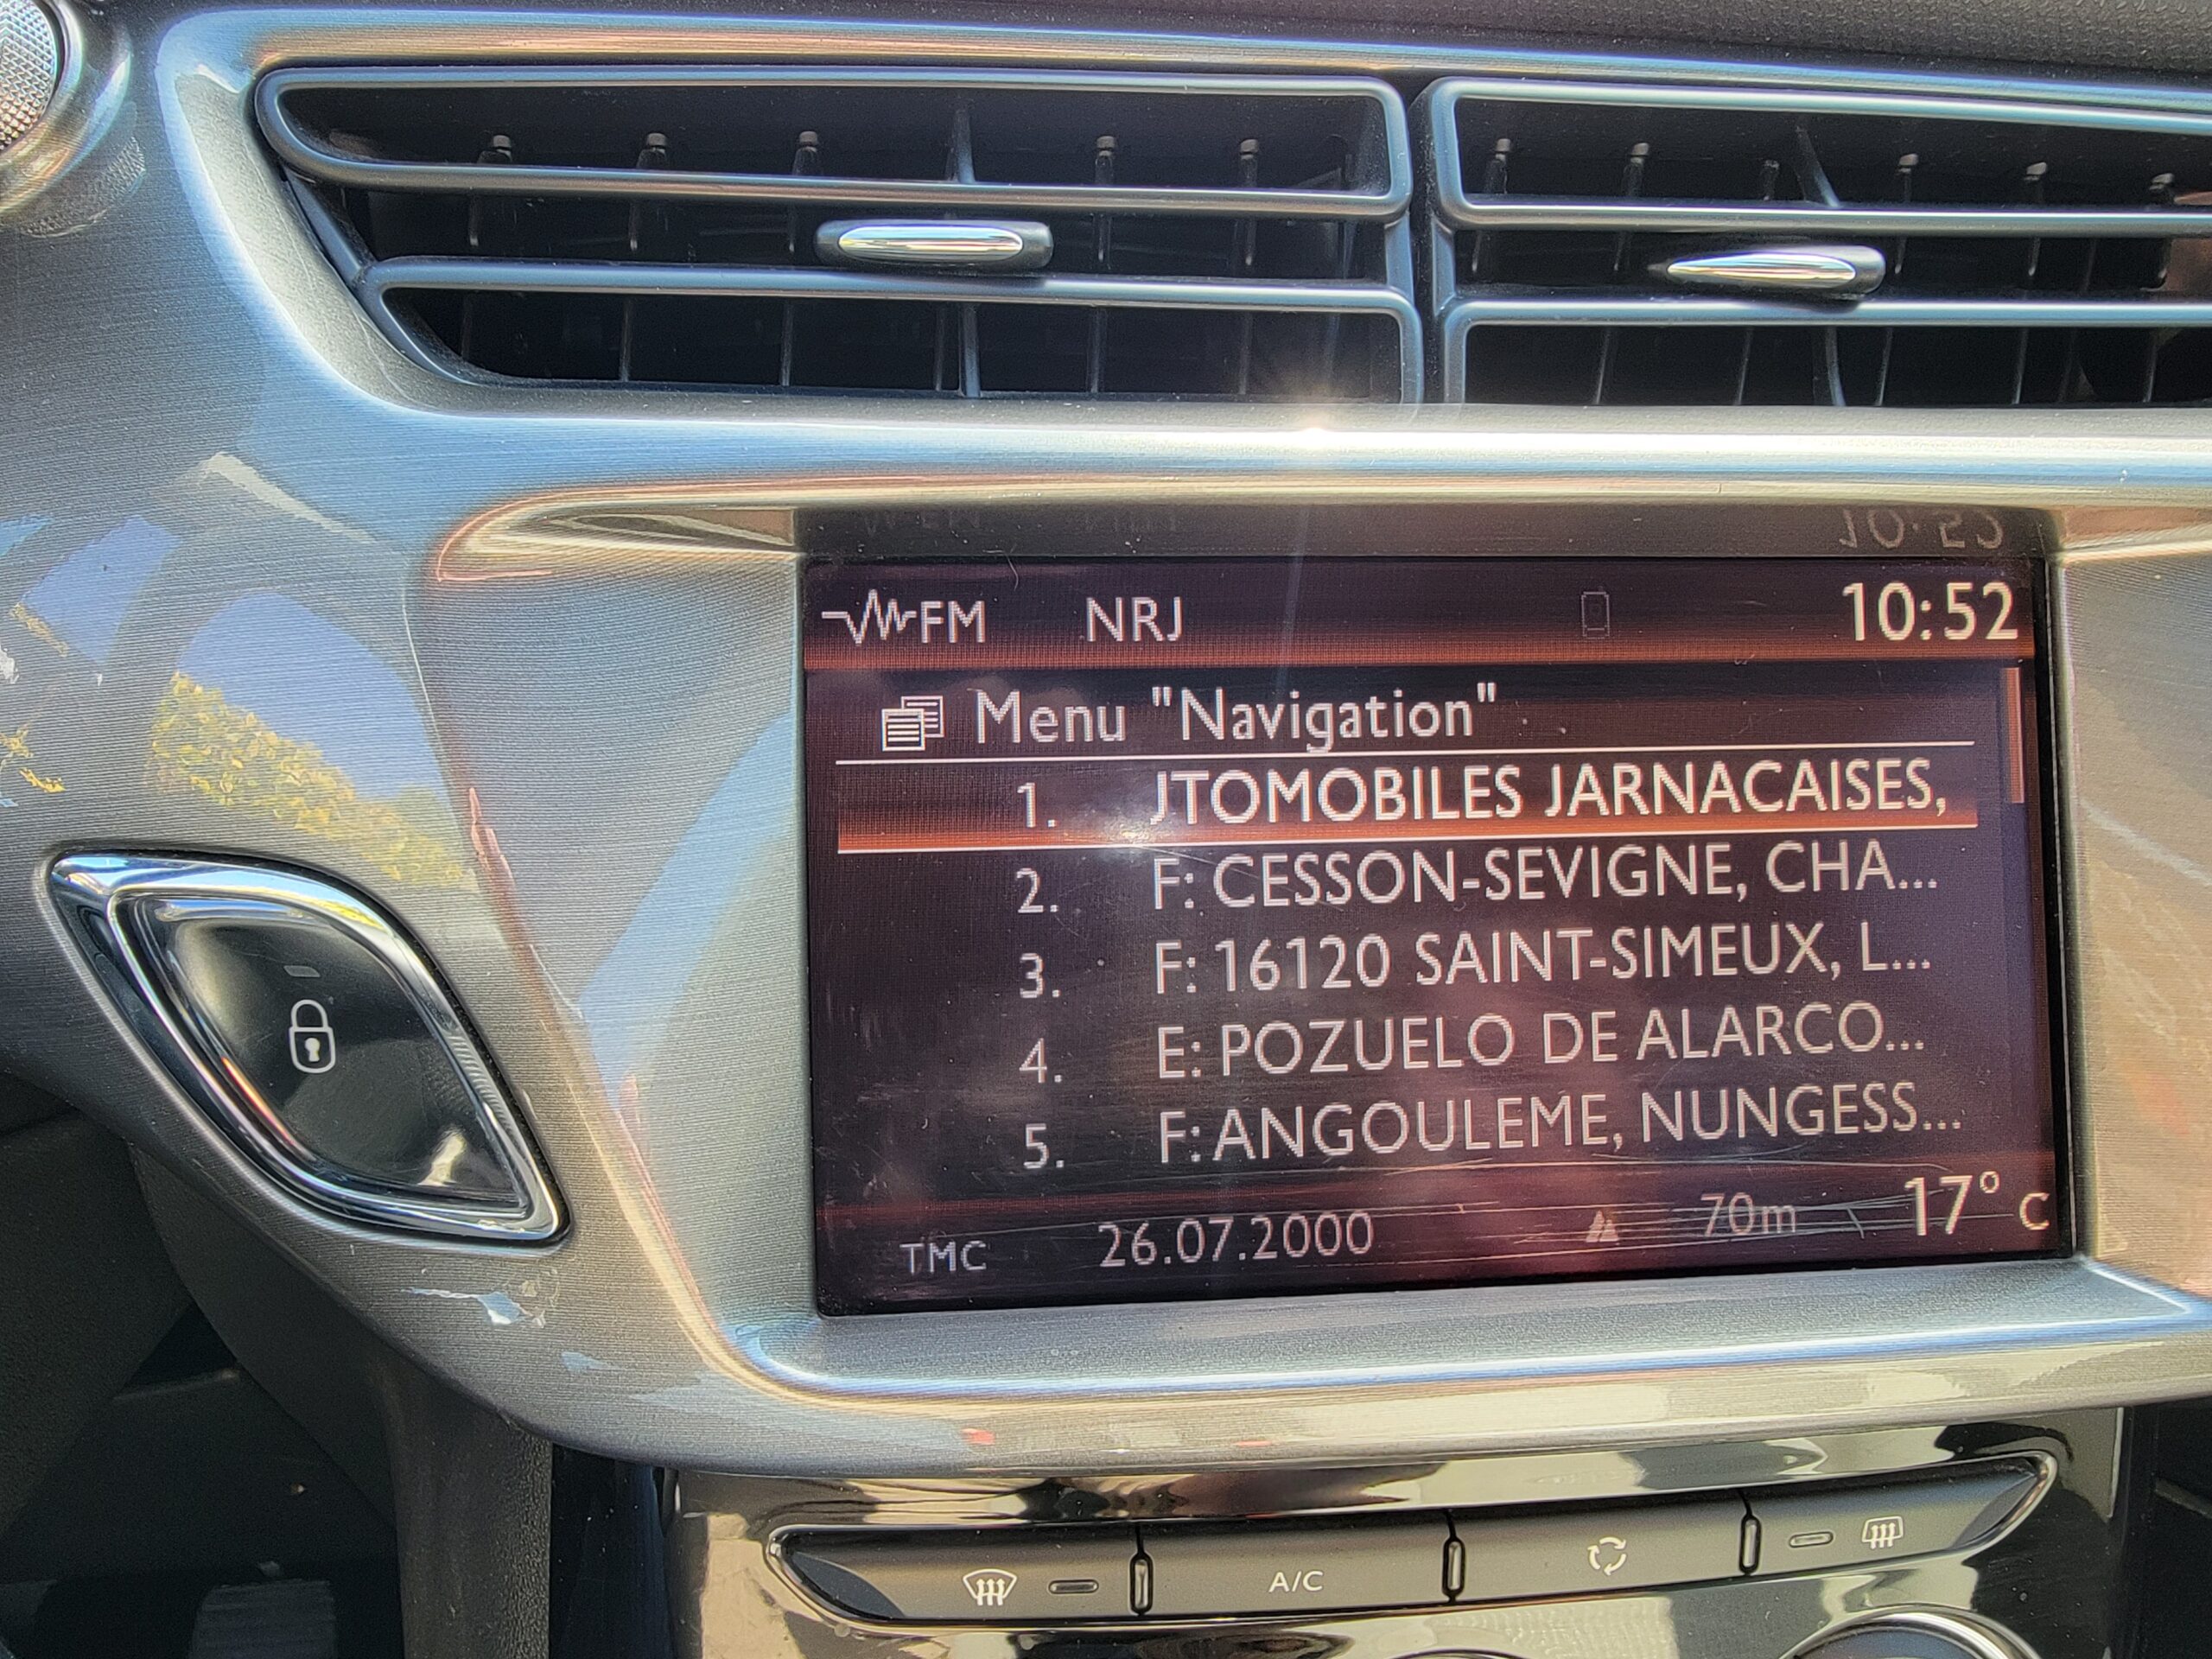 FM NRJ 10:52
Menu "Navigation"
1. JTOMOBILES JARNACAISES,
2. F: CESSON-SEVIGNE, CHA...
3. F: 16120 SAINT-SIMEUX, L...
4. E: POZUELO DE ALARCO...
5. F: ANGOULEME, NUNGESS...
TMC 26.07.2000 70m 17° C
A/C